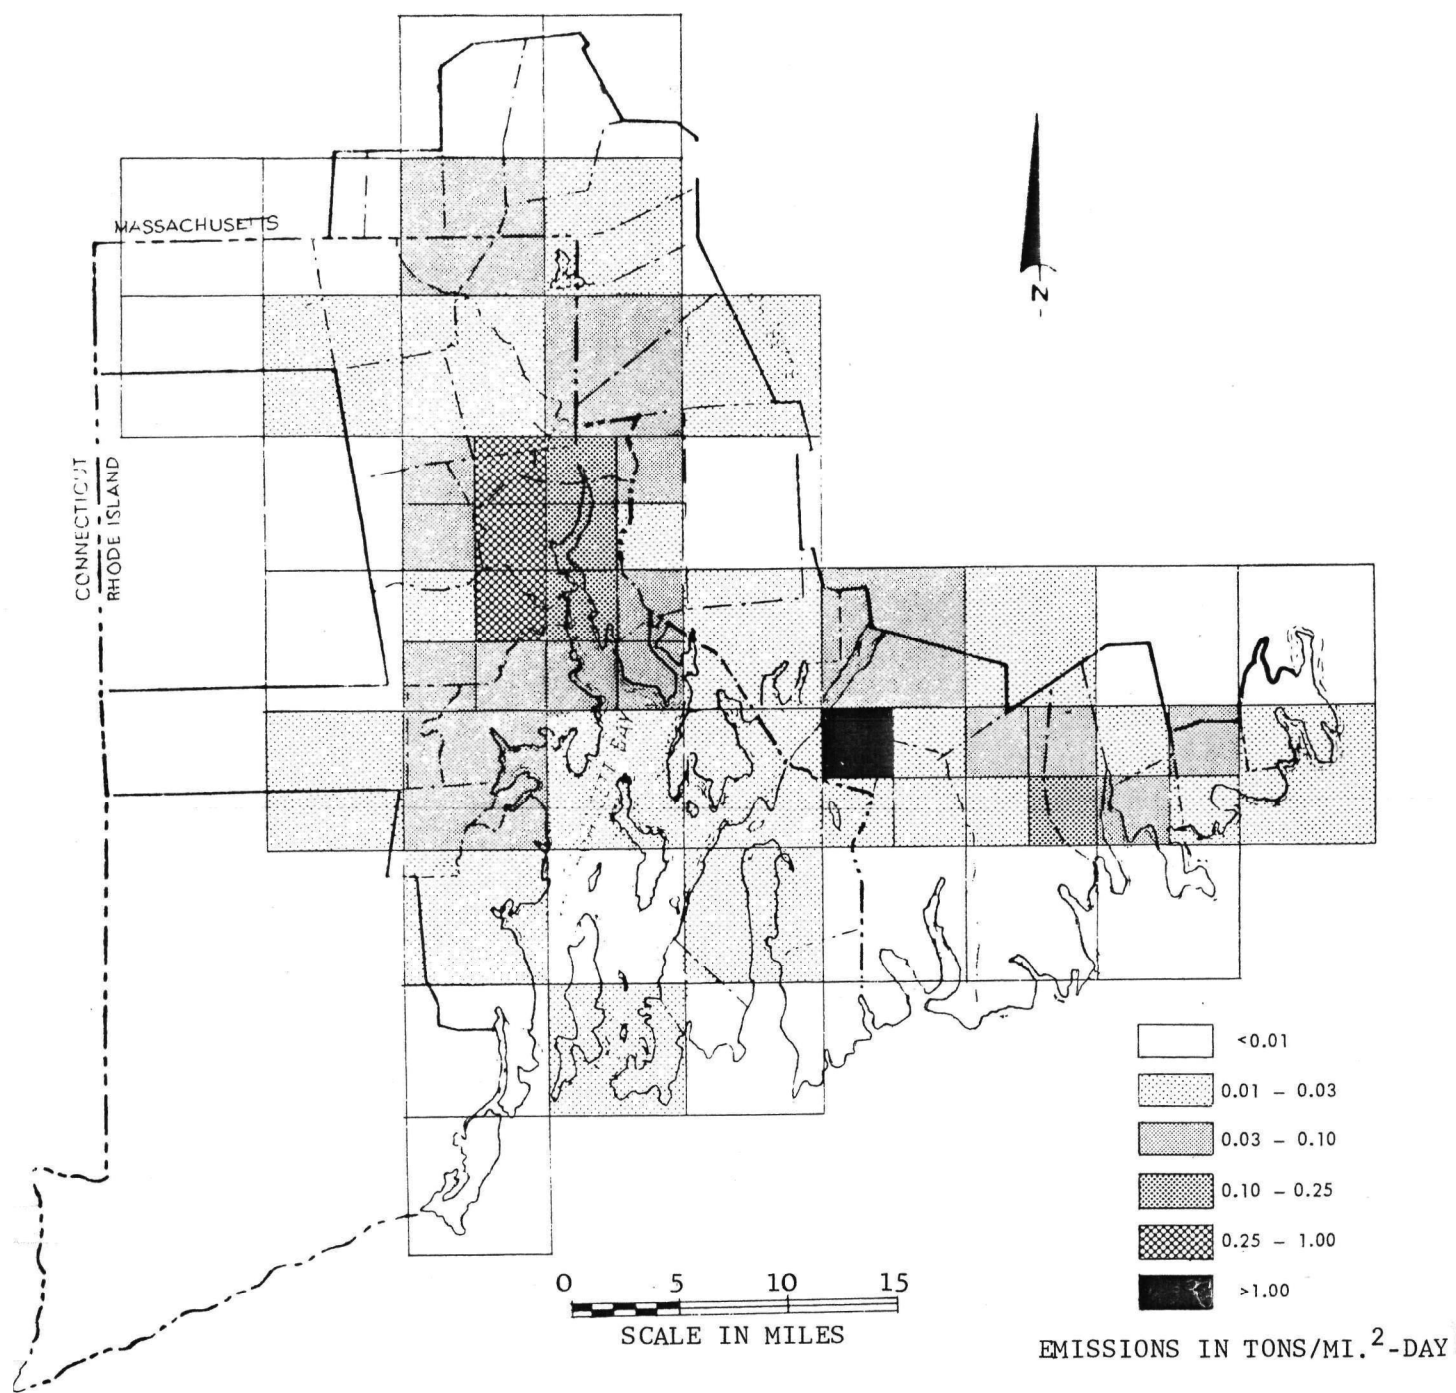 MASSACHUSETTS
CONNECTICUT
RHODE ISLAND
N
BAY
<0.01
0.01 - 0.03
0.03 - 0.10
0.10 - 0.25
0.25 - 1.00
>1.00
0 5 10 15
SCALE IN MILES
EMISSIONS IN TONS/MI.2-DAY